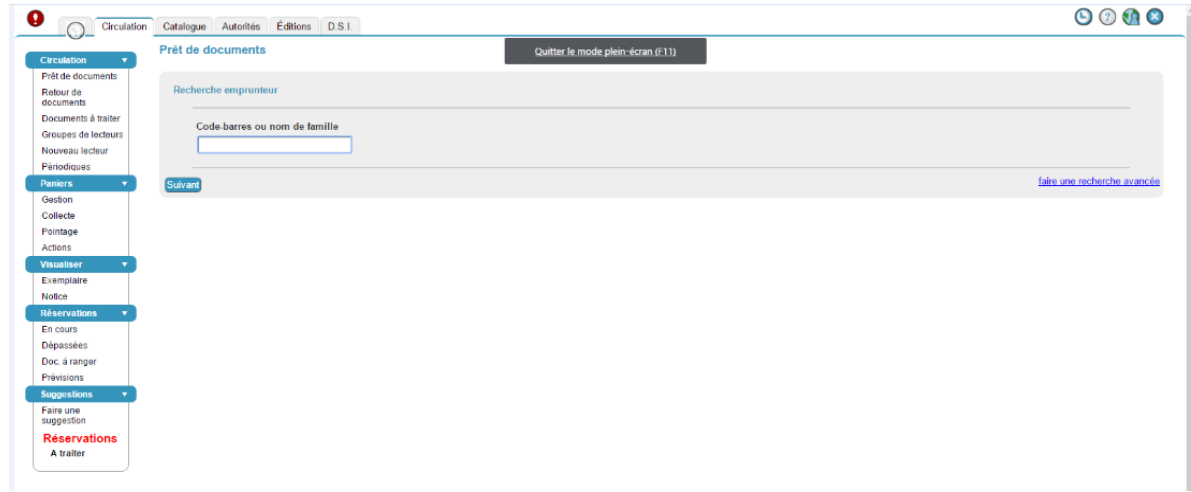 Circulation Catalogue Autorités Éditions D.S.I.
Prêt de documents
Quitter le mode plein-écran (F11)
Circulation
Prêt de documents
Retour de
documents
Documents à traiter
Groupes de lecteurs
Nouveau lecteur
Périodiques
Paniers
Gestion
Collecte
Pointage
Actions
Visualiser
Exemplaire
Notice
Réservations
En cours
Dépassées
Doc. à ranger
Prévisions
Suggestions
Faire une
suggestion
Réservations
A traiter
Recherche emprunteur
Code-barres ou nom de famille
Suivant
faire une recherche avancée